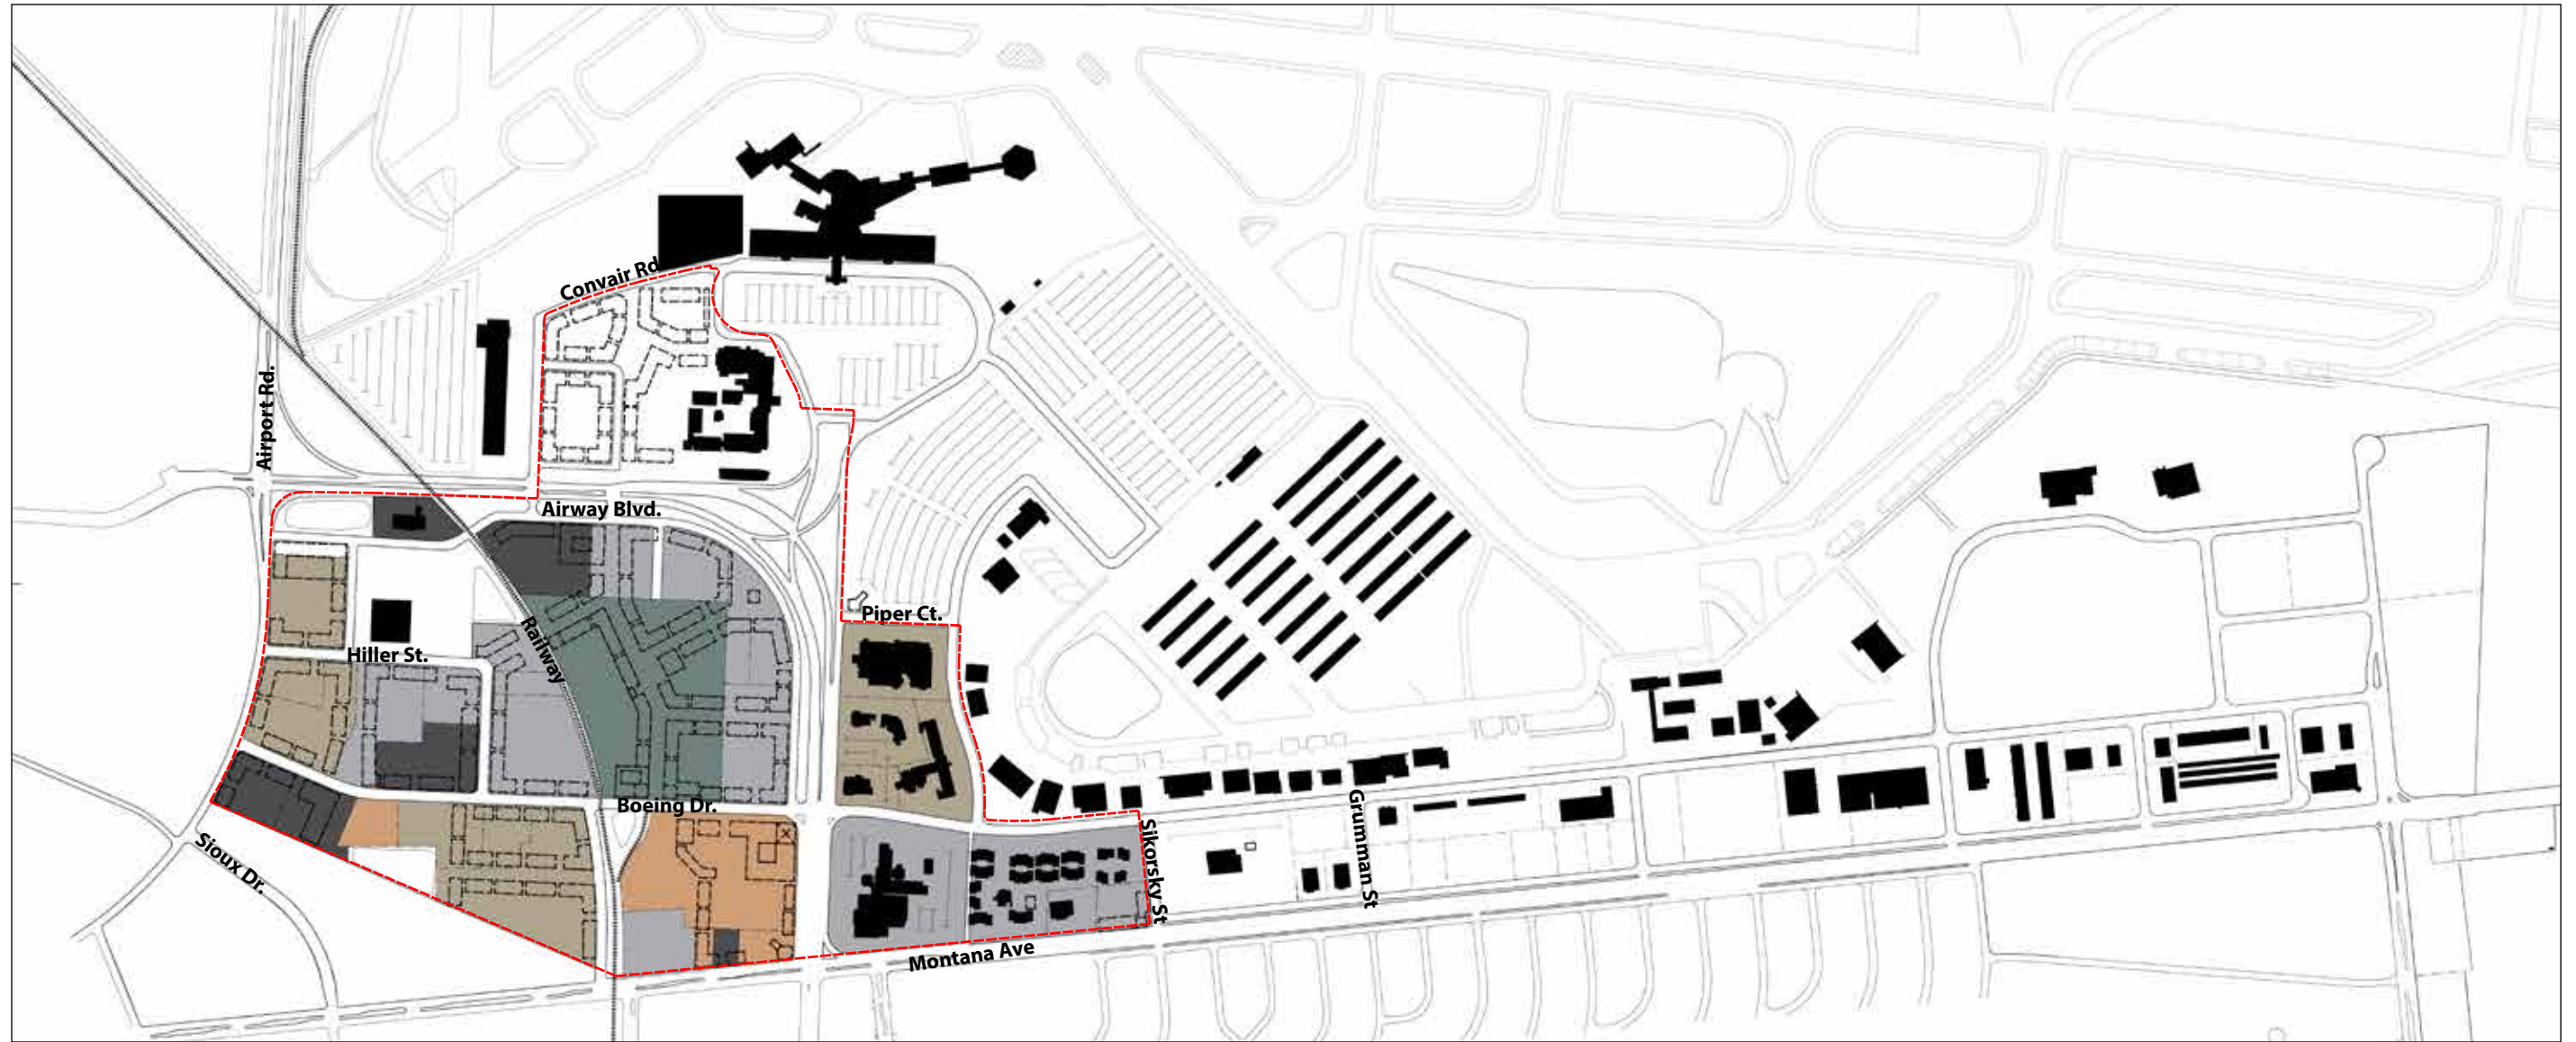 Convair Rd
Airport Rd.
Airway Blvd.
Piper Ct.
Railway
Hiller St.
Boeing Dr.
Grumman St
Sikorsky St
Sioux Dr.
Montana Ave